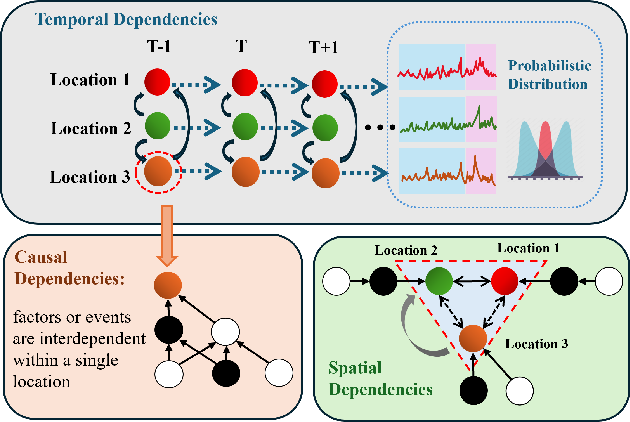 Temporal Dependencies
T-1 T T+1
Location 1
Location 2
Location 3
Probabilistic
Distribution
Causal
Dependencies:
factors or events
are interdependent
within a single
location
Location 2
Location 1
Location 3
Spatial
Dependencies